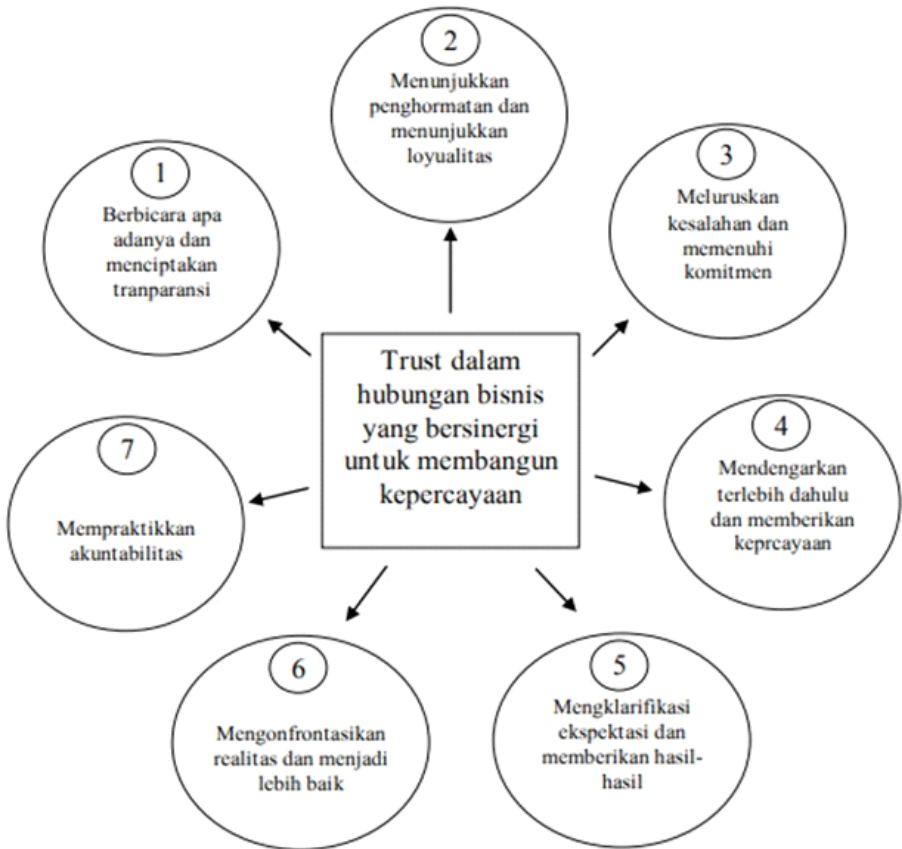 1
Berbicara apa
adanya dan
menciptakan
tranparansi
2
Menunjukkan
penghormatan dan
menunjukkan
loyualitas
3
Meluruskan
kesalahan dan
memenuhi
komitmen
Trust dalam
hubungan bisnis
yang bersinergi
untuk membangun
kepercayaan
4
Mendengarkan
terlebih dahulu
dan memberikan
keprcayaan
5
Mengklarifikasi
ekspektasi dan
memberikan hasil-
hasil
6
Mengonfrontasikan
realitas dan menjadi
lebih baik
7
Mempraktikkan
akuntabilitas